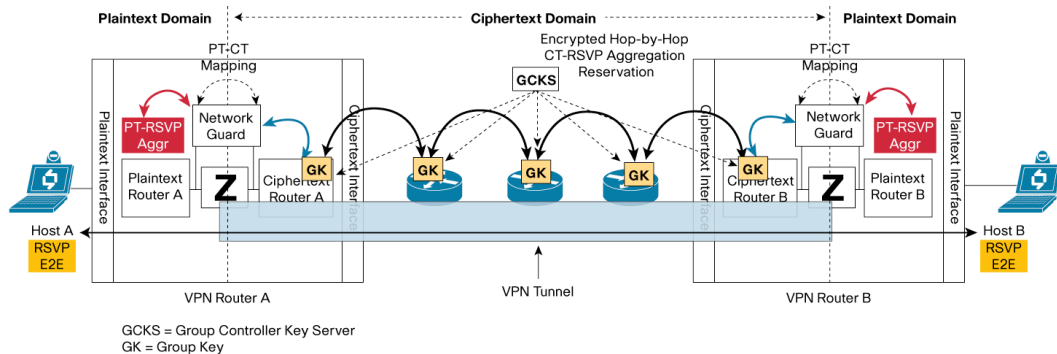 Plaintext Domain
Ciphertext Domain
Plaintext Domain
PT-CT
Mapping
Encrypted Hop-by-Hop
CT-RSVP Aggregation
Reservation
PT-CT
Mapping
GCKS
Plaintext Interface
PT-RSVP
Aggr
Network
Guard
Ciphertext Interface
Ciphertext Interface
Network
Guard
PT-RSVP
Aggr
Plaintext Interface
GK
GK
GK
GK
GK
Plaintext
Router A
Z
Ciphertext
Router A
Ciphertext
Router B
Z
Plaintext
Router B
Host A
RSVP
E2E
Host B
RSVP
E2E
VPN Router A
VPN Tunnel
VPN Router B
GCKS = Group Controller Key Server
GK = Group Key